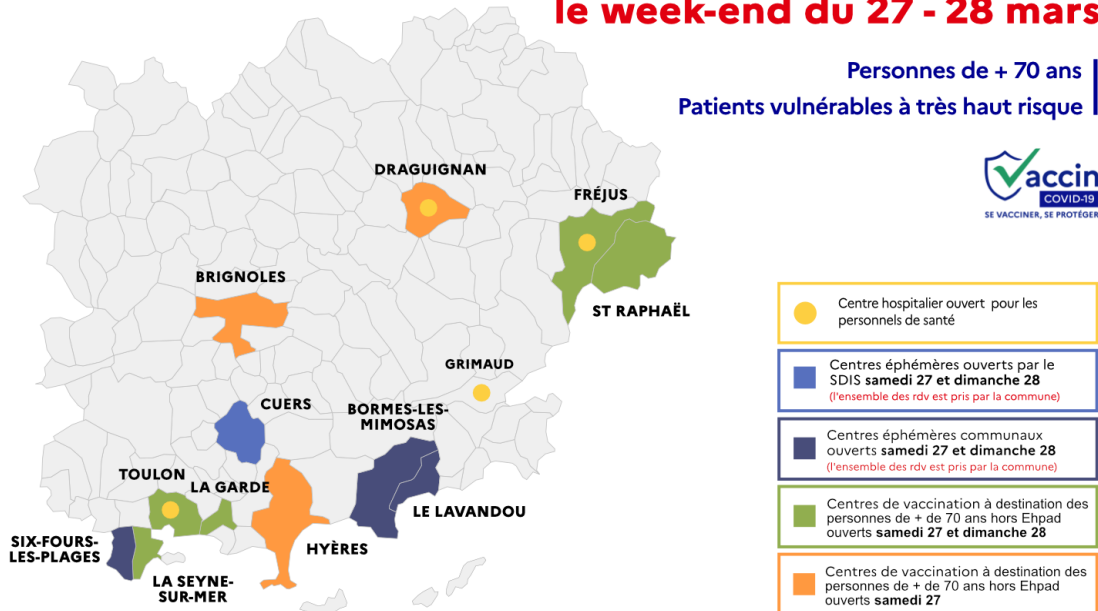 le week-end du 27 - 28 mars
Personnes de + 70 ans
Patients vulnérables à très haut risque
Vaccin
COVID-19
SE VACCINER, SE PROTÉGER
DRAGUIGNAN
FRÉJUS
BRIGNOLES
ST RAPHAËL
GRIMAUD
CUERS
BORMES-LES-
MIMOSAS
TOULON
LA GARDE
LE LAVANDOU
SIX-FOURS-
LES-PLAGES
HYÈRES
LA SEYNE-
SUR-MER
Centre hospitalier ouvert pour les
personnels de santé
Centres éphémères ouverts par le
SDIS samedi 27 et dimanche 28
(l'ensemble des rdv est pris par la commune)
Centres éphémères communaux
ouverts samedi 27 et dimanche 28
(l'ensemble des rdv est pris par la commune)
Centres de vaccination à destination des
personnes de + de 70 ans hors Ehpad
ouverts samedi 27 et dimanche 28
Centres de vaccination à destination des
personnes de + de 70 ans hors Ehpad
ouverts samedi 27